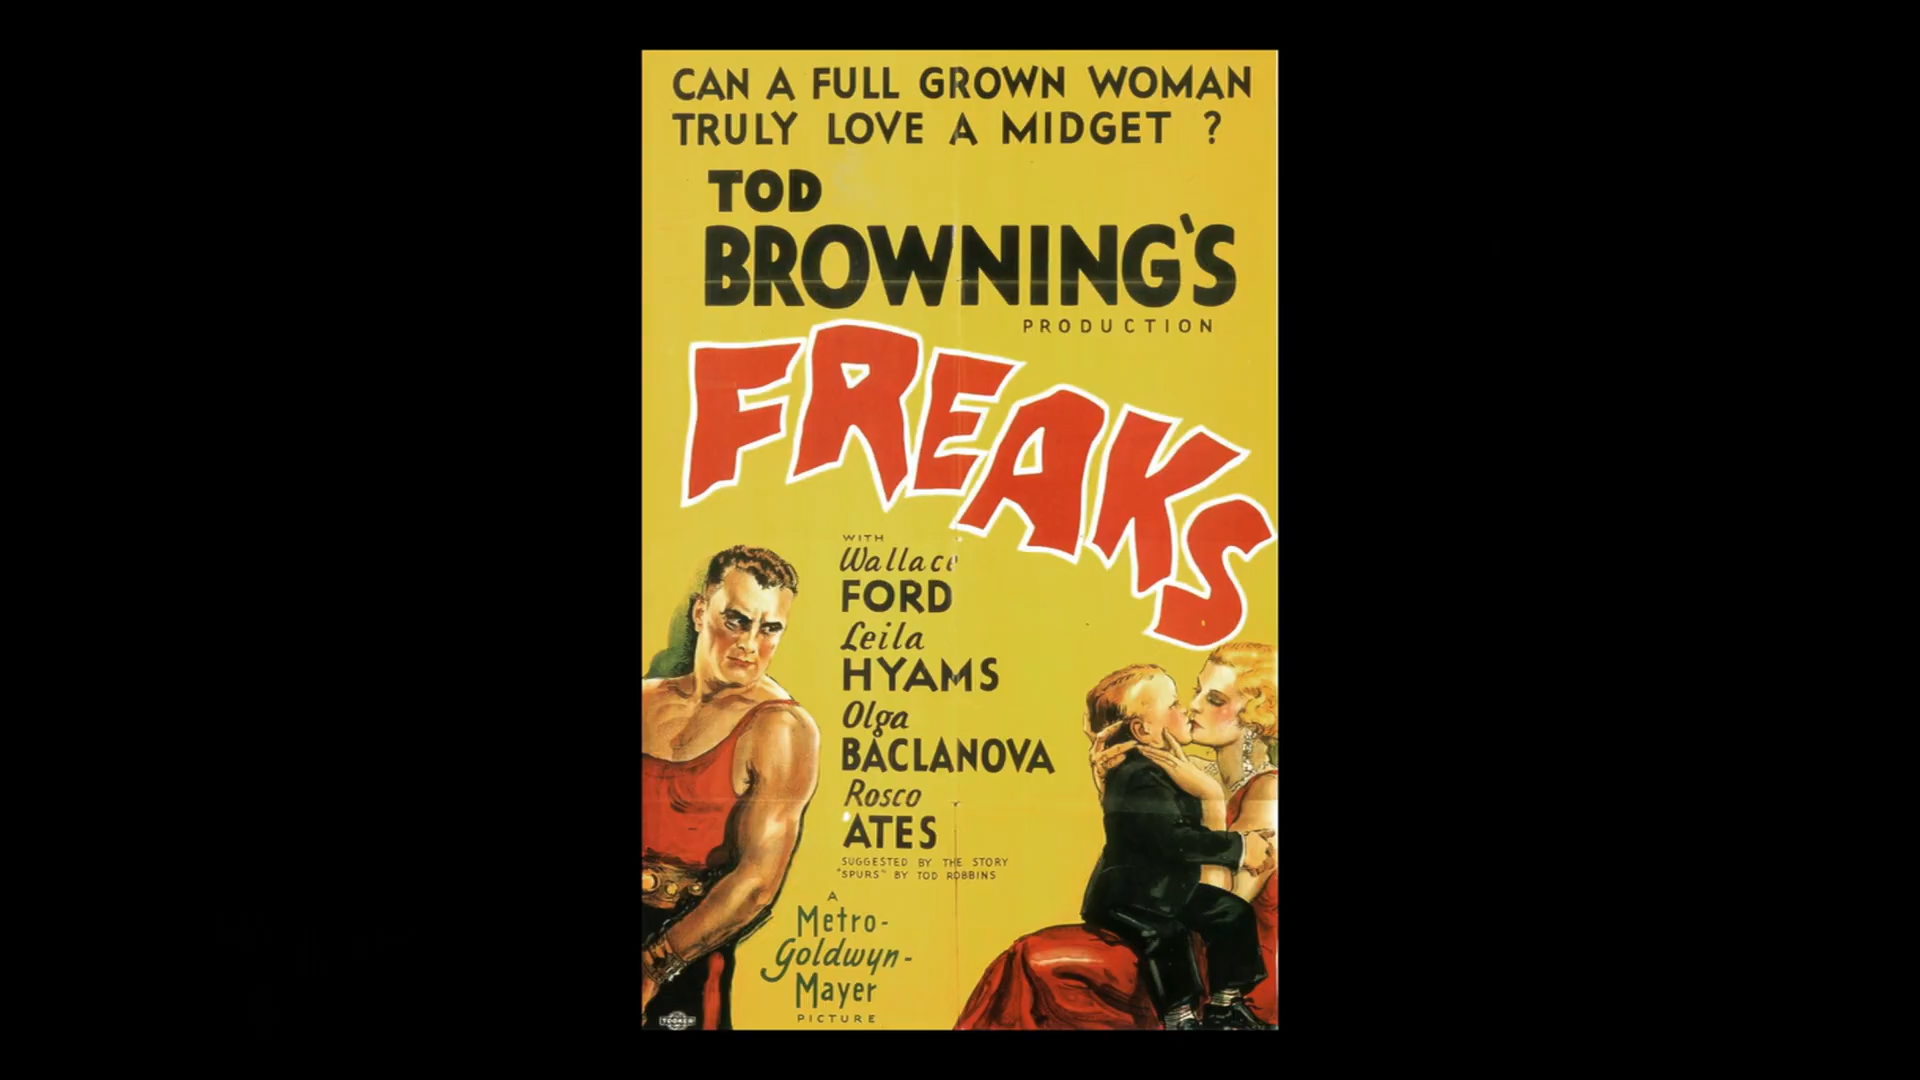 CAN A FULL GROWN WOMAN
TRULY LOVE A MIDGET ?
TOD
BROWNING'S
PRODUCTION
FREAKS
WITH
Wallace
FORD
Leila
HYAMS
Olga
BACLANOVA
Rosco
ATES
SUGGESTED BY THE STORY
"SPURS" BY TOD ROBBINS
A
Metro-
Goldwyn-
Mayer
PICTURE
TOOKER